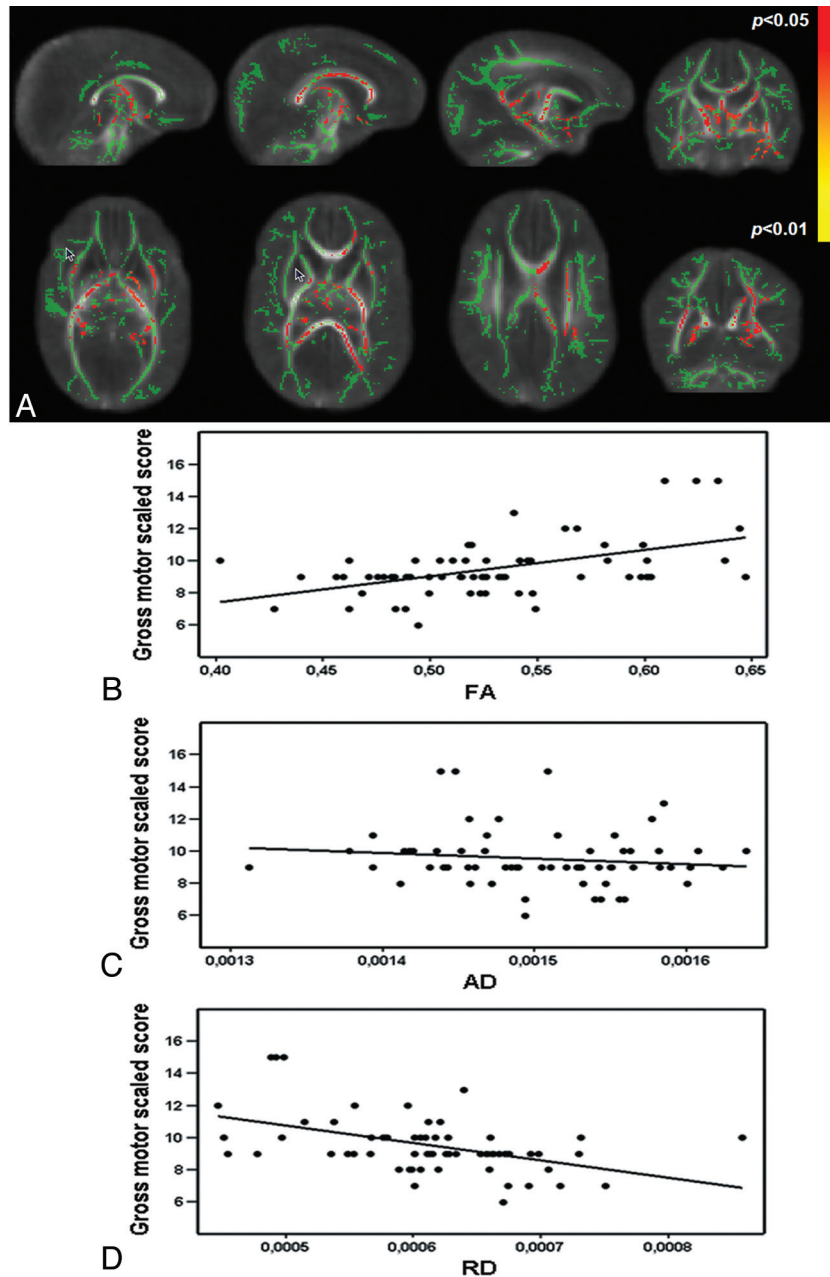 p<0.05
p<0.01
A
Gross motor scaled score
16
14
12
10
8
6
0,40 0,45 0,50 0,55 0,60 0,65
B
FA
Gross motor scaled score
16
14
12
10
8
6
0,0013 0,0014 0,0015 0,0016
C
AD
Gross motor scaled score
16
14
12
10
8
6
0,0005 0,0006 0,0007 0,0008
D
RD